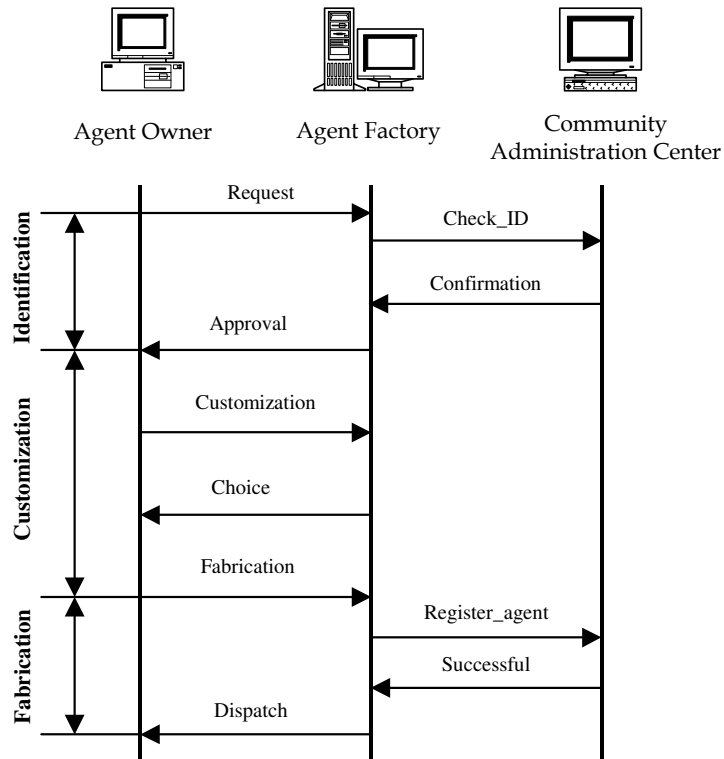 Agent Owner
Agent Factory
Community
Administration Center
Request
Check_ID
Confirmation
Approval
Identification
Customization
Choice
Customization
Fabrication
Register_agent
Successful
Dispatch
Fabrication